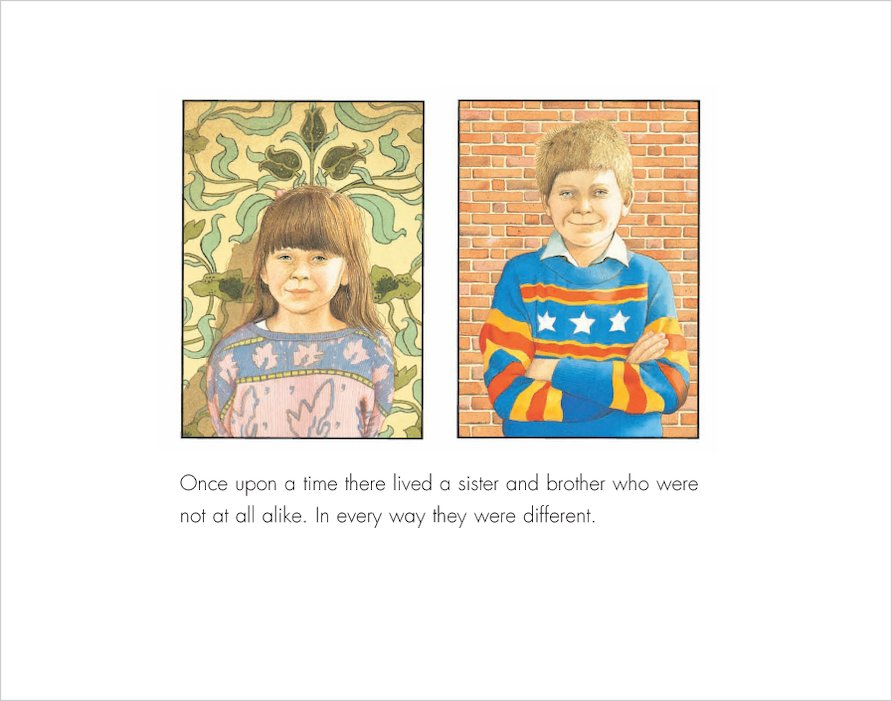 Once upon a time there lived a sister and brother who were
not at all alike. In every way they were different.